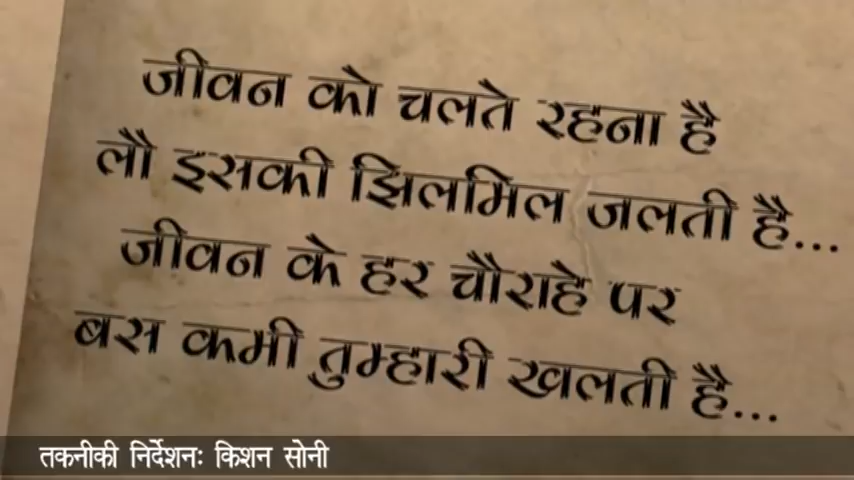 जीवन को चलते रहना है
लौ इसकी झिलमिल जलती है...
जीवन के हर चौराहे पर
बस कमी तुम्हारी खलती है...
तकनीकी निर्देशनः किशन सोनी